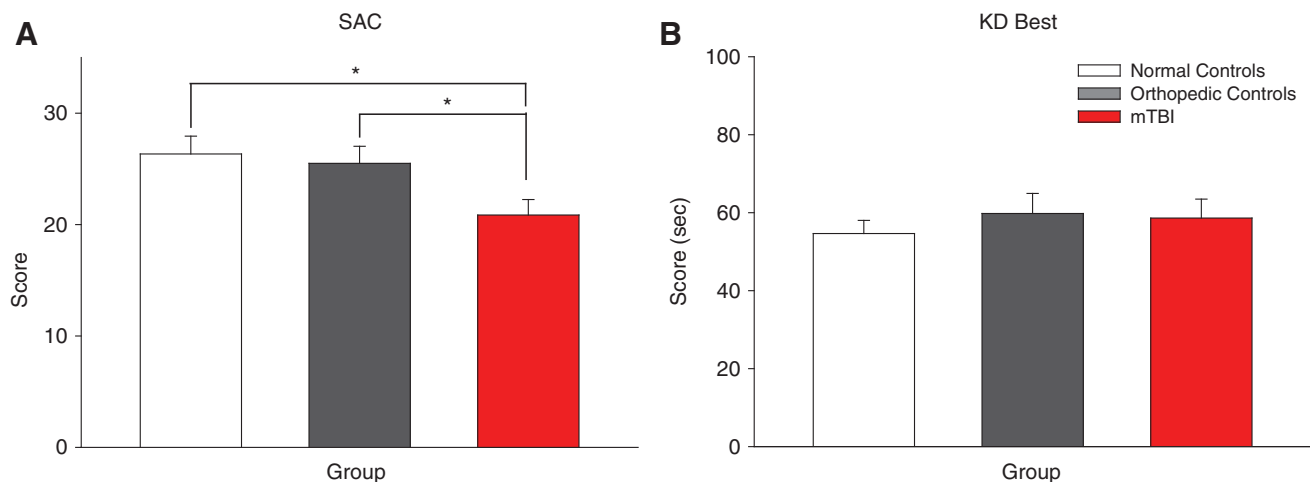 A
SAC
*
*
30
20
10
0
Score
Group
B
KD Best
100
80
60
40
20
0
Score (sec)
Normal Controls
Orthopedic Controls
mTBI
Group